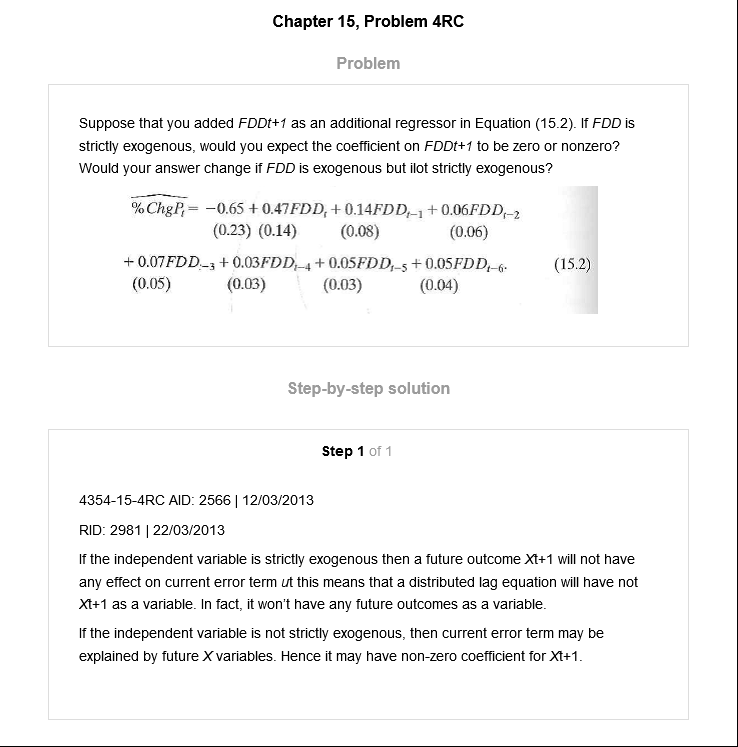 Chapter 15, Problem 4RC
Problem
Suppose that you added FDDt+1 as an additional regressor in Equation (15.2). If FDD is
strictly exogenous, would you expect the coefficient on FDDt+1 to be zero or nonzero?
Would your answer change if FDD is exogenous but ilot strictly exogenous?
%ChgPₜ = −0.65 + 0.47FDDₜ + 0.14FDDₜ₋₁ + 0.06FDDₜ₋₂
(0.23) (0.14) (0.08) (0.06)
+ 0.07FDDₜ₋₃ + 0.03FDDₜ₋₄ + 0.05FDDₜ₋₅ + 0.05FDDₜ₋₆. (15.2)
(0.05) (0.03) (0.03) (0.04)
Step-by-step solution
Step 1 of 1
4354-15-4RC AID: 2566 | 12/03/2013
RID: 2981 | 22/03/2013
If the independent variable is strictly exogenous then a future outcome Xt+1 will not have
any effect on current error term ut this means that a distributed lag equation will have not
Xt+1 as a variable. In fact, it won't have any future outcomes as a variable.
If the independent variable is not strictly exogenous, then current error term may be
explained by future X variables. Hence it may have non-zero coefficient for Xt+1.